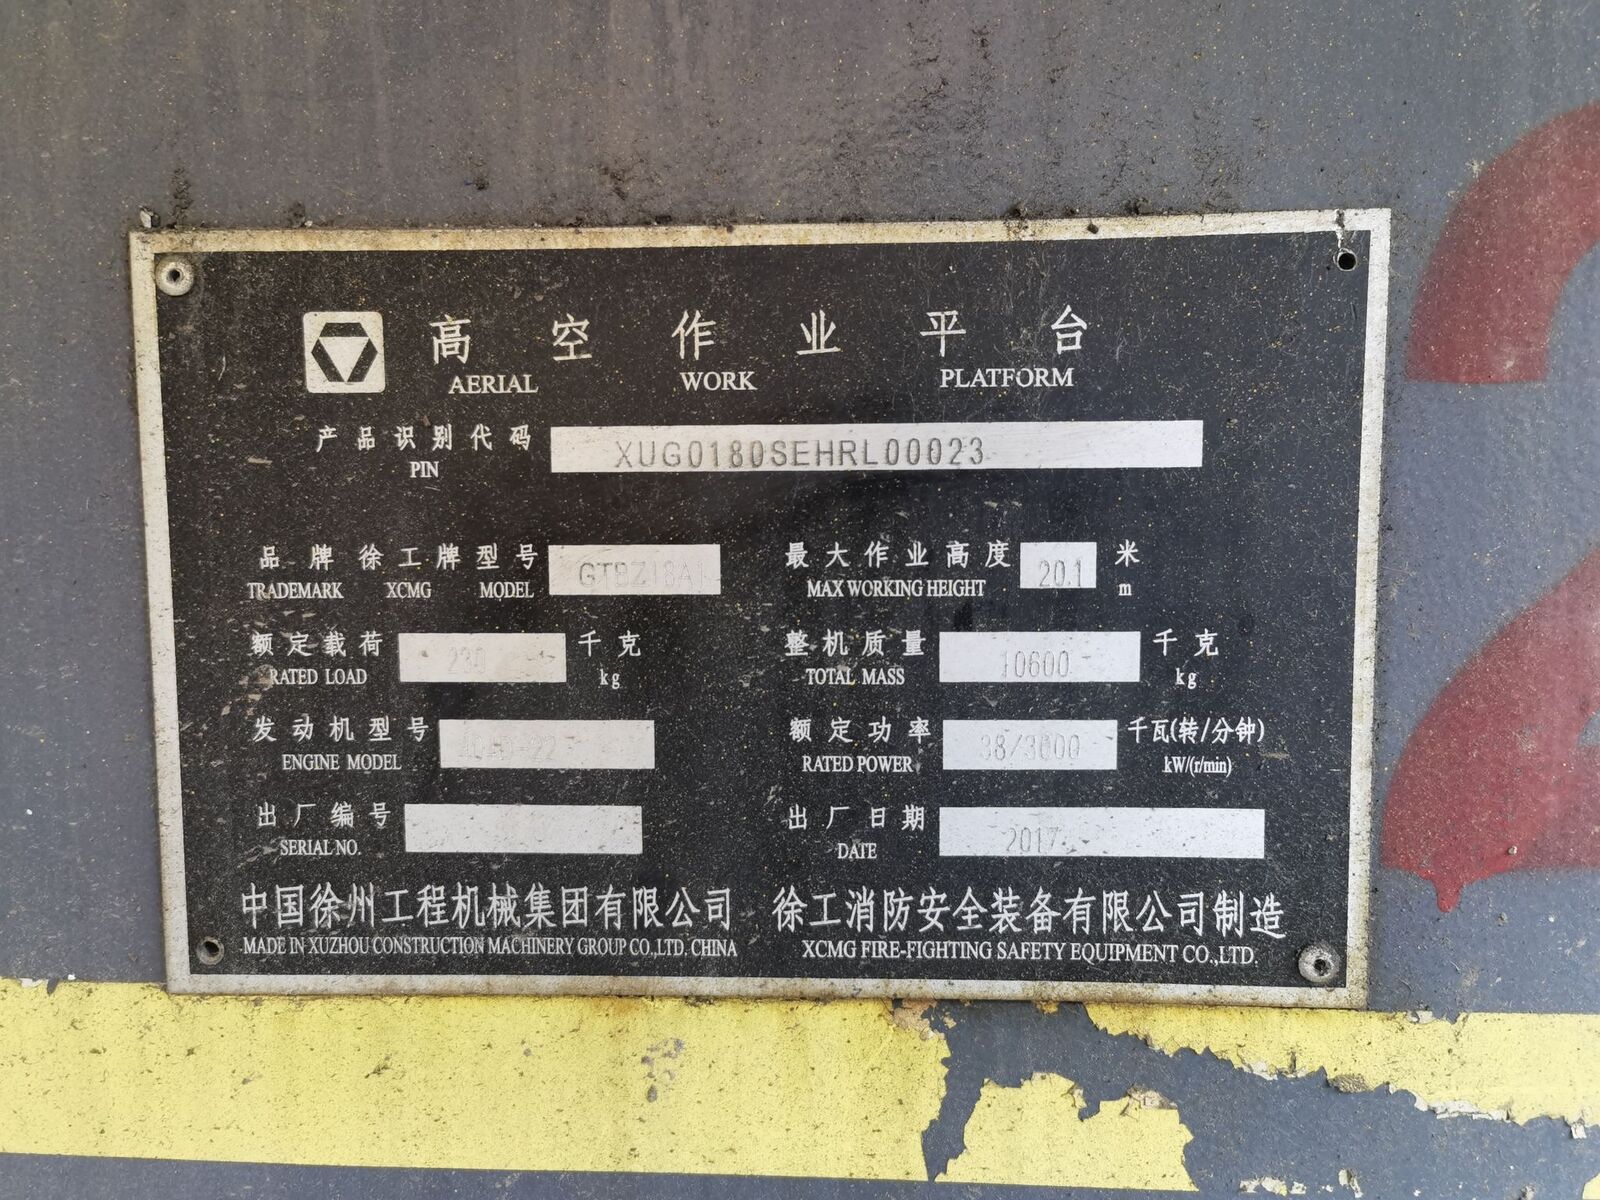 高空作业平台
AERIAL WORK PLATFORM
产品识别代码 XUG0180SEHRL00023
PIN
品牌 徐工牌 型号 GTBZ18A1 最大作业高度 20.1 米
TRADEMARK XCMG MODEL MAX WORKING HEIGHT m
额定载荷 230 千克 整机质量 10600 千克
RATED LOAD kg TOTAL MASS kg
发动机型号 额定功率 38/3600 千瓦(转/分钟)
ENGINE MODEL RATED POWER kW/(r/min)
出厂编号 出厂日期 2017.
SERIAL NO. DATE
中国徐州工程机械集团有限公司 徐工消防安全装备有限公司制造
MADE IN XUZHOU CONSTRUCTION MACHINERY GROUP CO.,LTD. CHINA XCMG FIRE-FIGHTING SAFETY EQUIPMENT CO.,LTD.